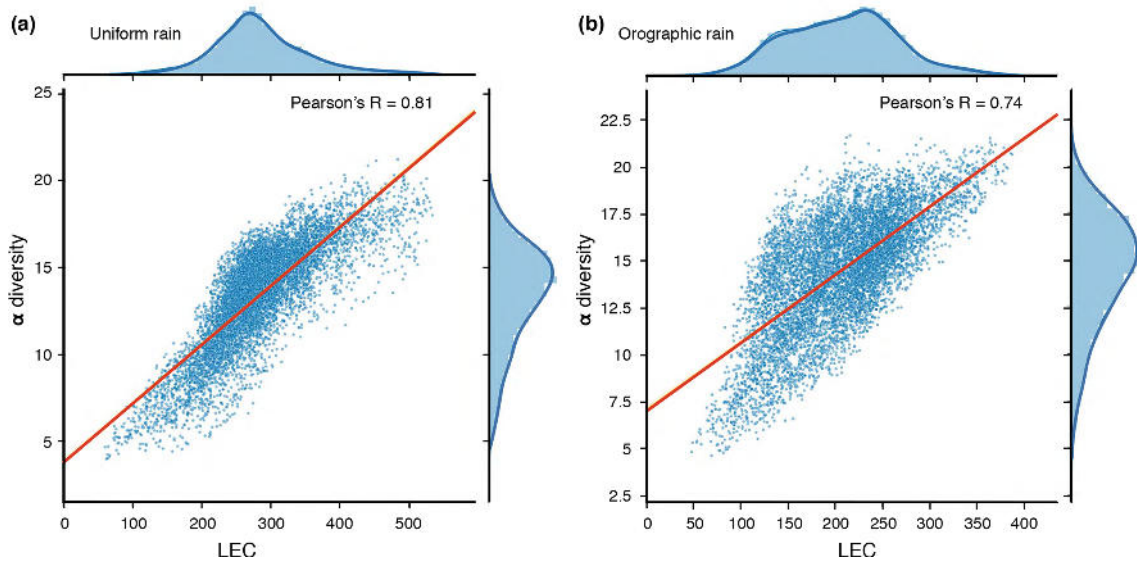 (a)
Uniform rain
Pearson's R = 0.81
25
20
15
10
5
α diversity
0 100 200 300 400 500
LEC
(b)
Orographic rain
Pearson's R = 0.74
22.5
20
17.5
15
12.5
10
7.5
5
2.5
α diversity
0 50 100 150 200 250 300 350 400
LEC